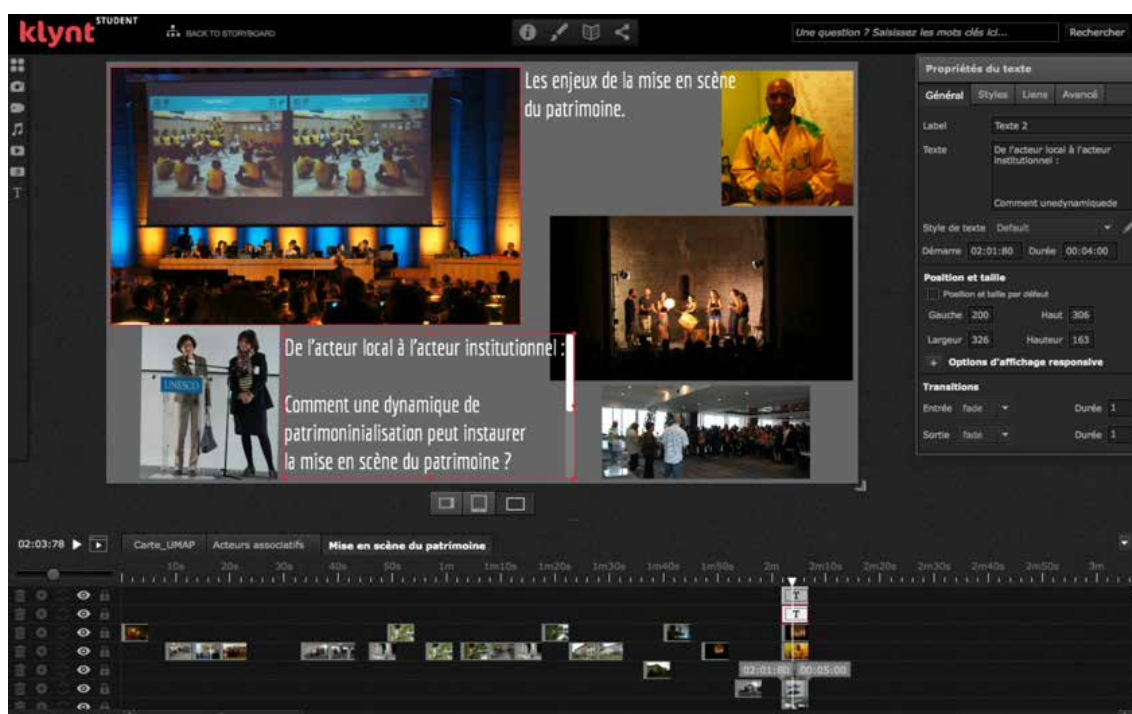 klynt STUDENT
BACK TO STORYBOARD
Une question ? Saisissez les mots clés ici...
Rechercher
Les enjeux de la mise en scène
du patrimoine.
UNESCO
De l'acteur local à l'acteur institutionnel :
Comment une dynamique de
patrimoninialisation peut instaurer
la mise en scène du patrimoine ?
Propriétés du texte
Général Styles Liens Avancé
Label Texte 2
Texte De l'acteur local à l'acteur
institutionnel :
Comment unedynamiquede
Style de texte Default
Démarre 02:01:80 Durée 00:04:00
Position et taille
Position et taille par défaut
Gauche 200 Haut 306
Largeur 326 Hauteur 163
+ Options d'affichage responsive
Transitions
Entrée fade Durée 1
Sortie fade Durée 1
02:03:78
Carte_UMAP Acteurs associatifs Mise en scène du patrimoine
10s 20s 30s 40s 50s 1m 1m10s 1m20s 1m30s 1m40s 1m50s 2m 2m10s 2m20s 2m30s 2m40s 2m50s 3m
T
T
02:01:80 00:05:00